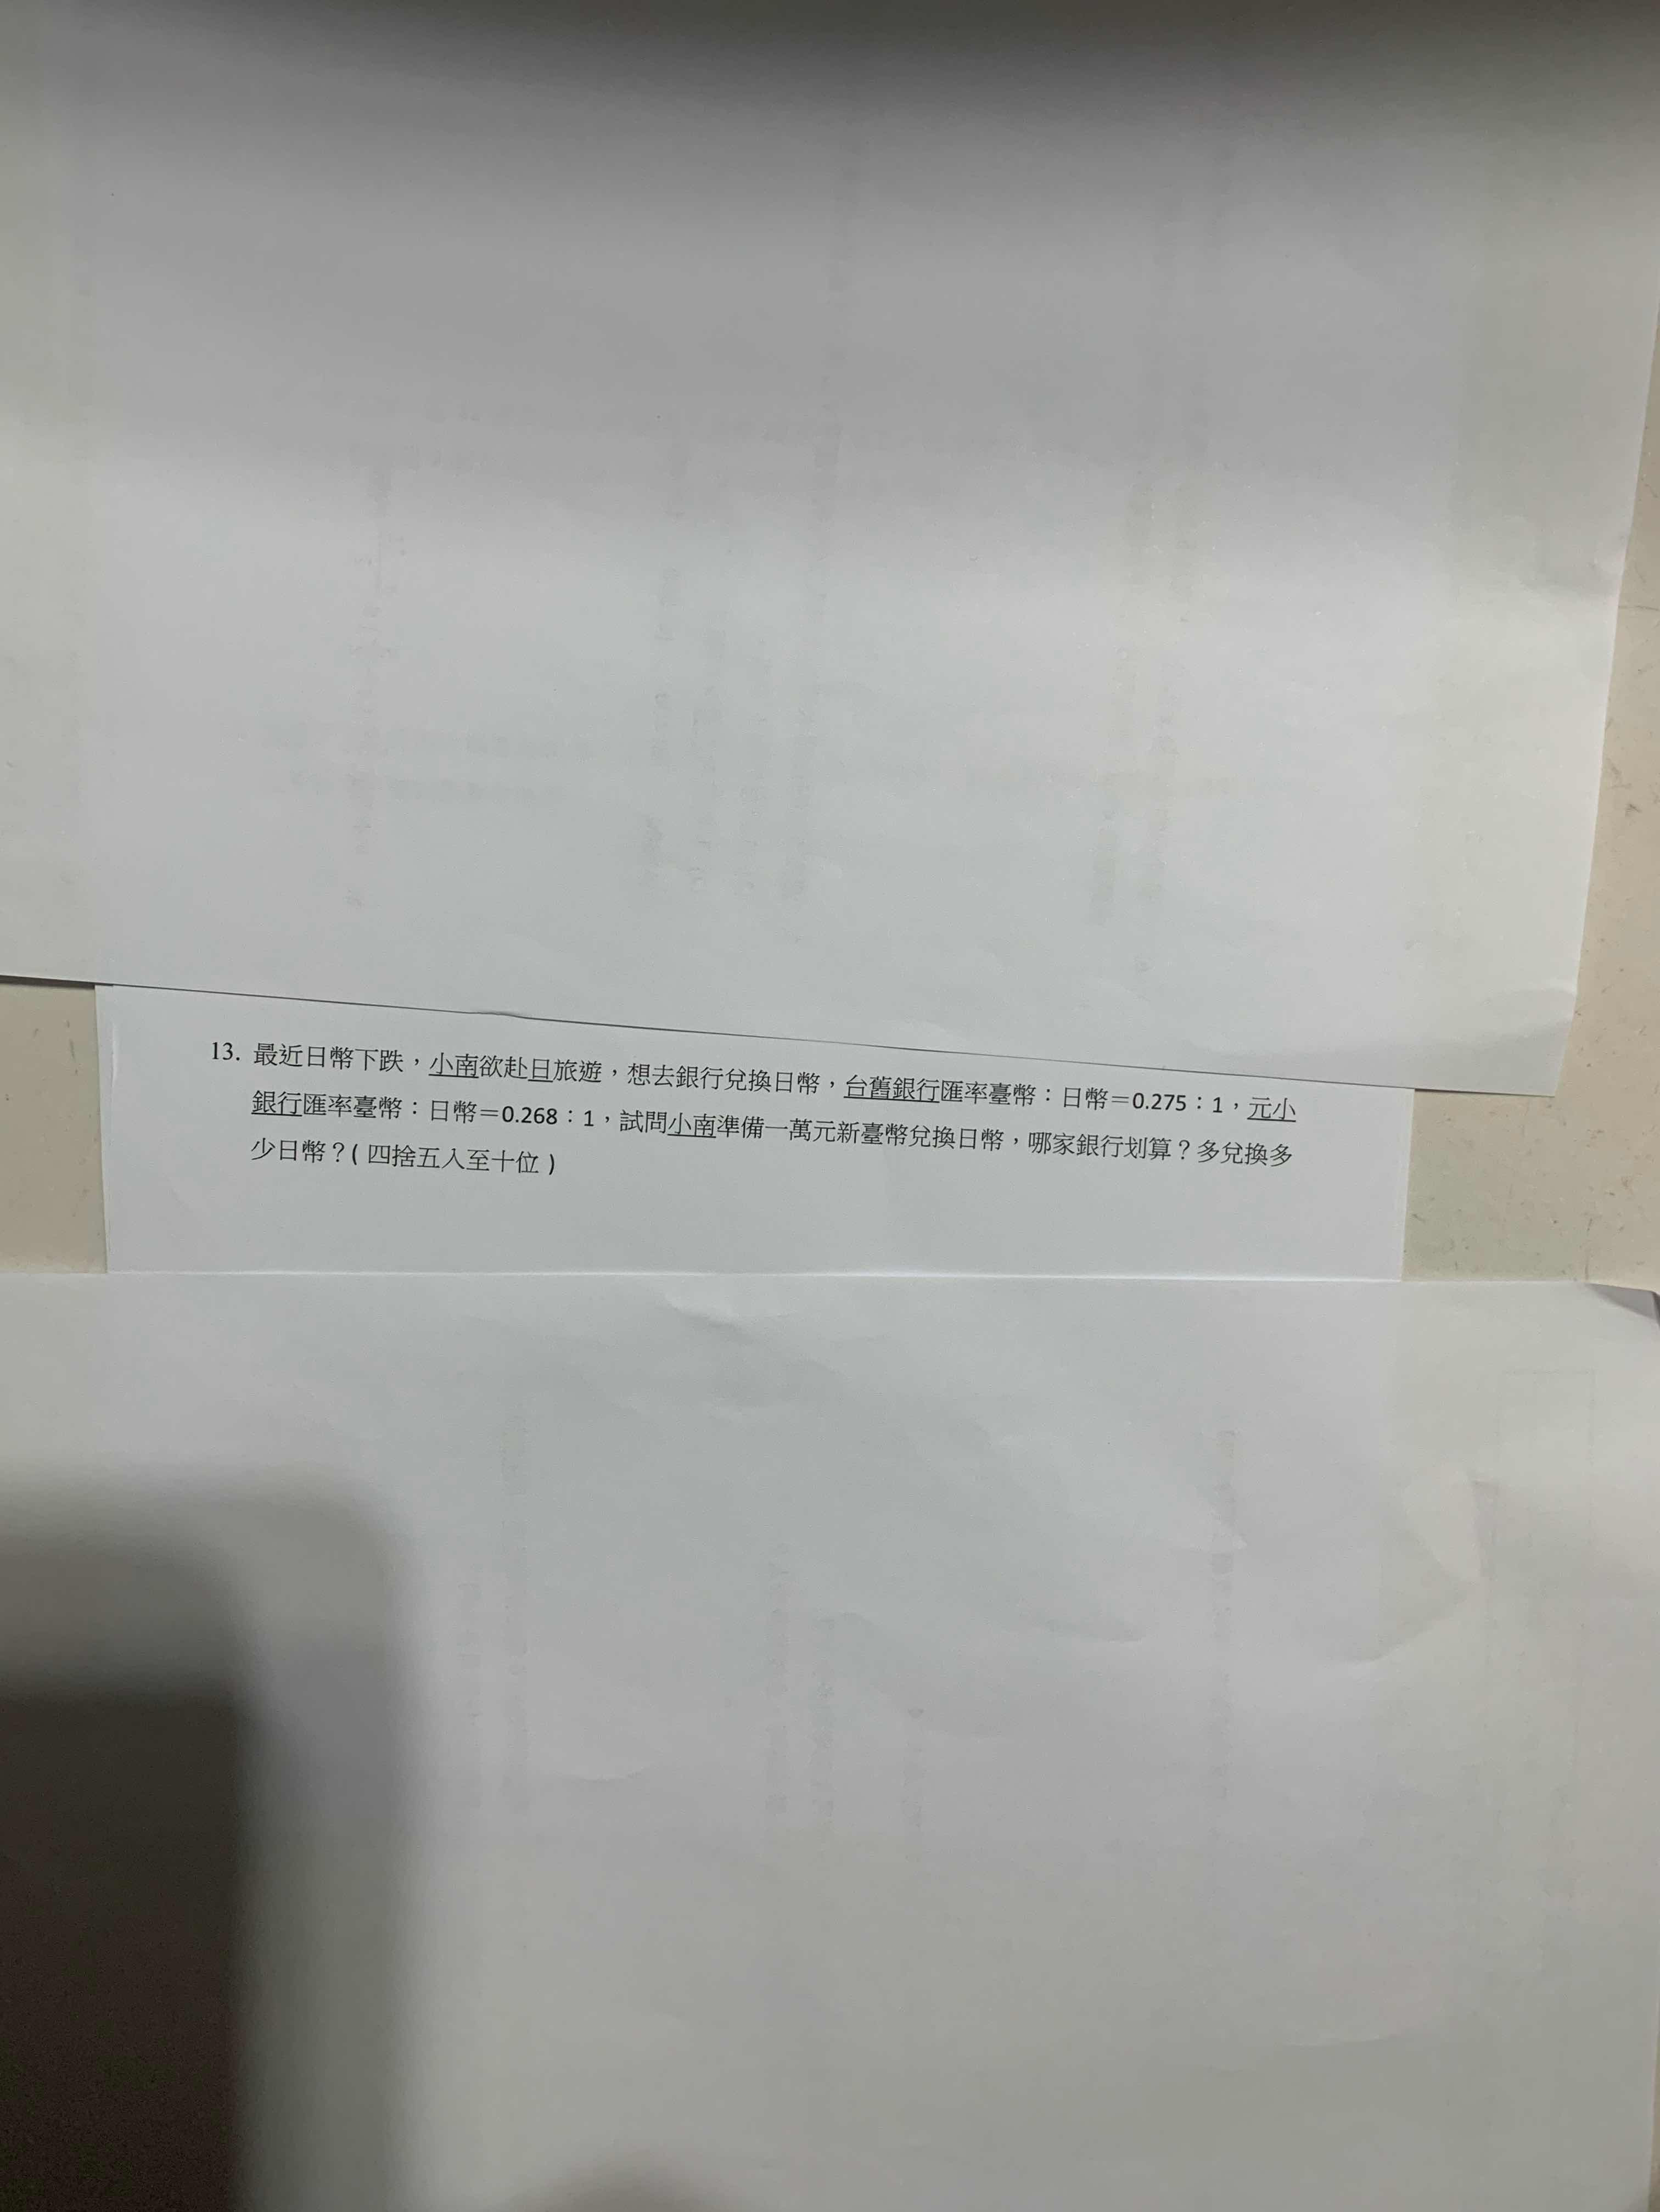 13. 最近日幣下跌，小南欲赴日旅遊，想去銀行兌換日幣，台舊銀行匯率臺幣：日幣＝0.275：1，元小
銀行匯率臺幣：日幣＝0.268：1，試問小南準備一萬元新臺幣兌換日幣，哪家銀行划算？多兌換多
少日幣？( 四捨五入至十位 )